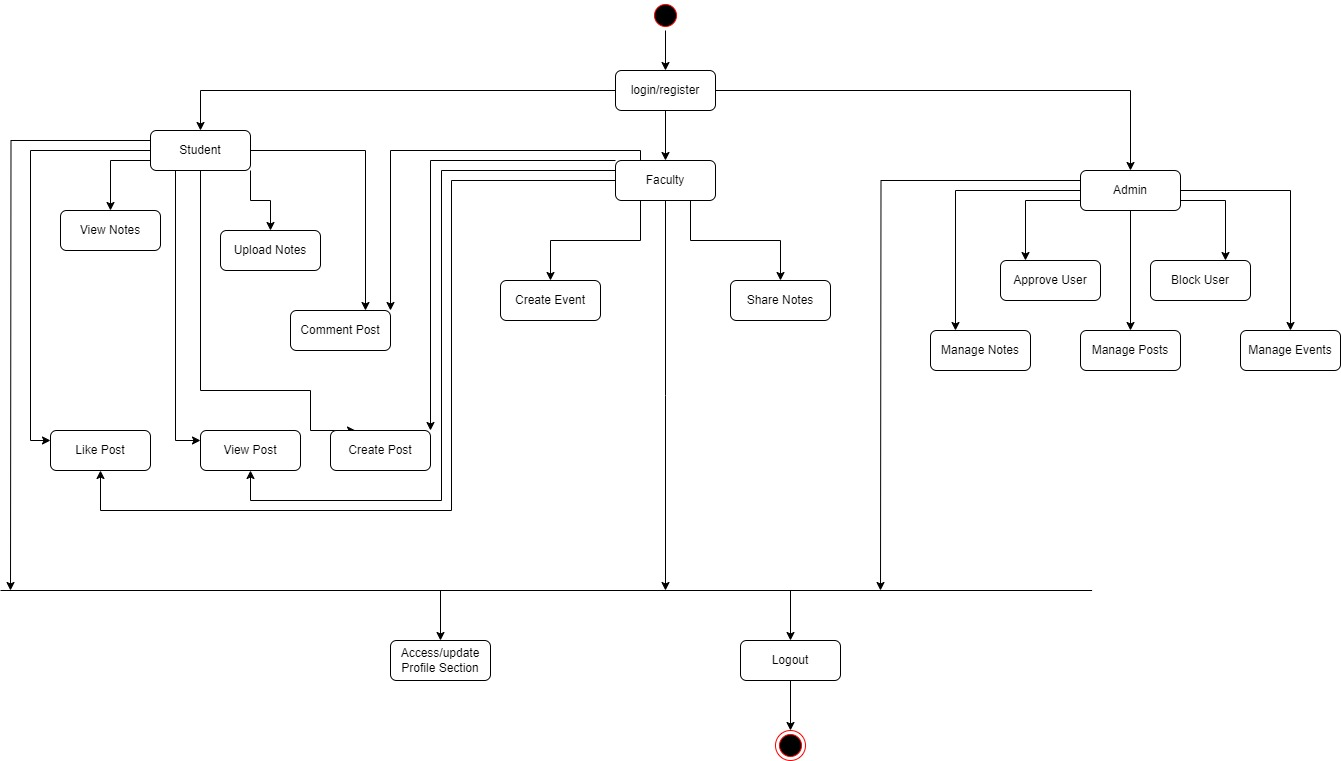 login/register
Student
Faculty
Admin
View Notes
Upload Notes
Comment Post
Create Event
Share Notes
Approve User
Block User
Manage Notes
Manage Posts
Manage Events
Like Post
View Post
Create Post
Access/update
Profile Section
Logout